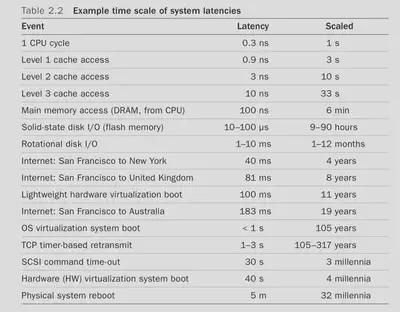 Table 2.2 Example time scale of system latencies
Event Latency Scaled
1 CPU cycle 0.3 ns 1 s
Level 1 cache access 0.9 ns 3 s
Level 2 cache access 3 ns 10 s
Level 3 cache access 10 ns 33 s
Main memory access (DRAM, from CPU) 100 ns 6 min
Solid-state disk I/O (flash memory) 10–100 μs 9–90 hours
Rotational disk I/O 1–10 ms 1–12 months
Internet: San Francisco to New York 40 ms 4 years
Internet: San Francisco to United Kingdom 81 ms 8 years
Lightweight hardware virtualization boot 100 ms 11 years
Internet: San Francisco to Australia 183 ms 19 years
OS virtualization system boot < 1 s 105 years
TCP timer-based retransmit 1–3 s 105–317 years
SCSI command time-out 30 s 3 millennia
Hardware (HW) virtualization system boot 40 s 4 millennia
Physical system reboot 5 m 32 millennia